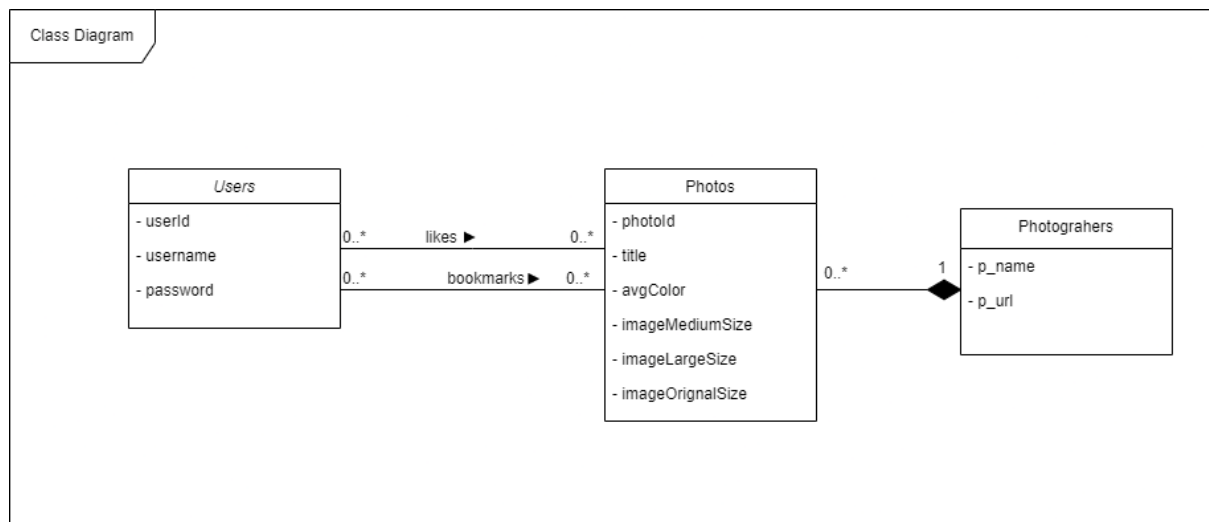 Class Diagram
Users
- userId
- username
- password
0..*
likes ►
0..*
0..*
bookmarks ►
0..*
Photos
- photoId
- title
- avgColor
- imageMediumSize
- imageLargeSize
- imageOrignalSize
0..*
1
Photograhers
- p_name
- p_url